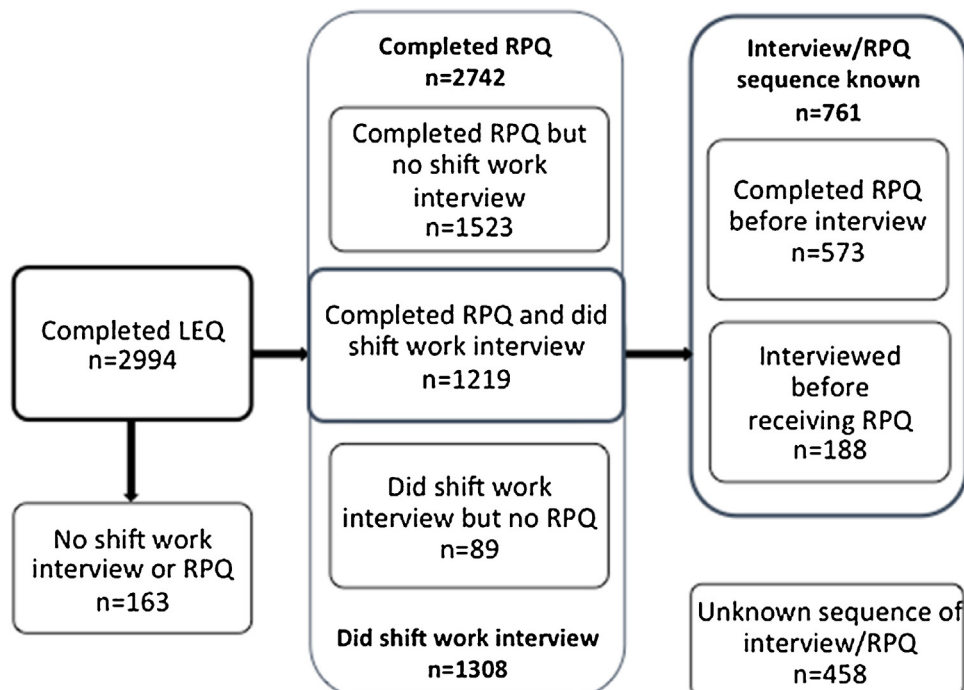 Completed LEQ
n=2994
No shift work
interview or RPQ
n=163
Completed RPQ
n=2742
Completed RPQ but
no shift work
interview
n=1523
Completed RPQ and did
shift work interview
n=1219
Did shift work
interview but no RPQ
n=89
Did shift work interview
n=1308
Interview/RPQ
sequence known
n=761
Completed RPQ
before interview
n=573
Interviewed
before
receiving RPQ
n=188
Unknown sequence of
interview/RPQ
n=458